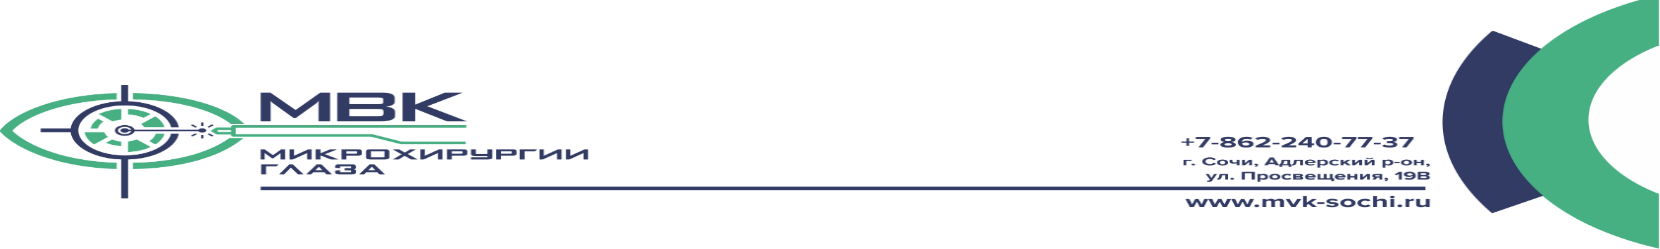 МВК
МИКРОХИРУРГИИ
ГЛАЗА
+7-862-240-77-37
г. Сочи, Адлерский р-он,
ул. Просвещения, 19В
www.mvk-sochi.ru